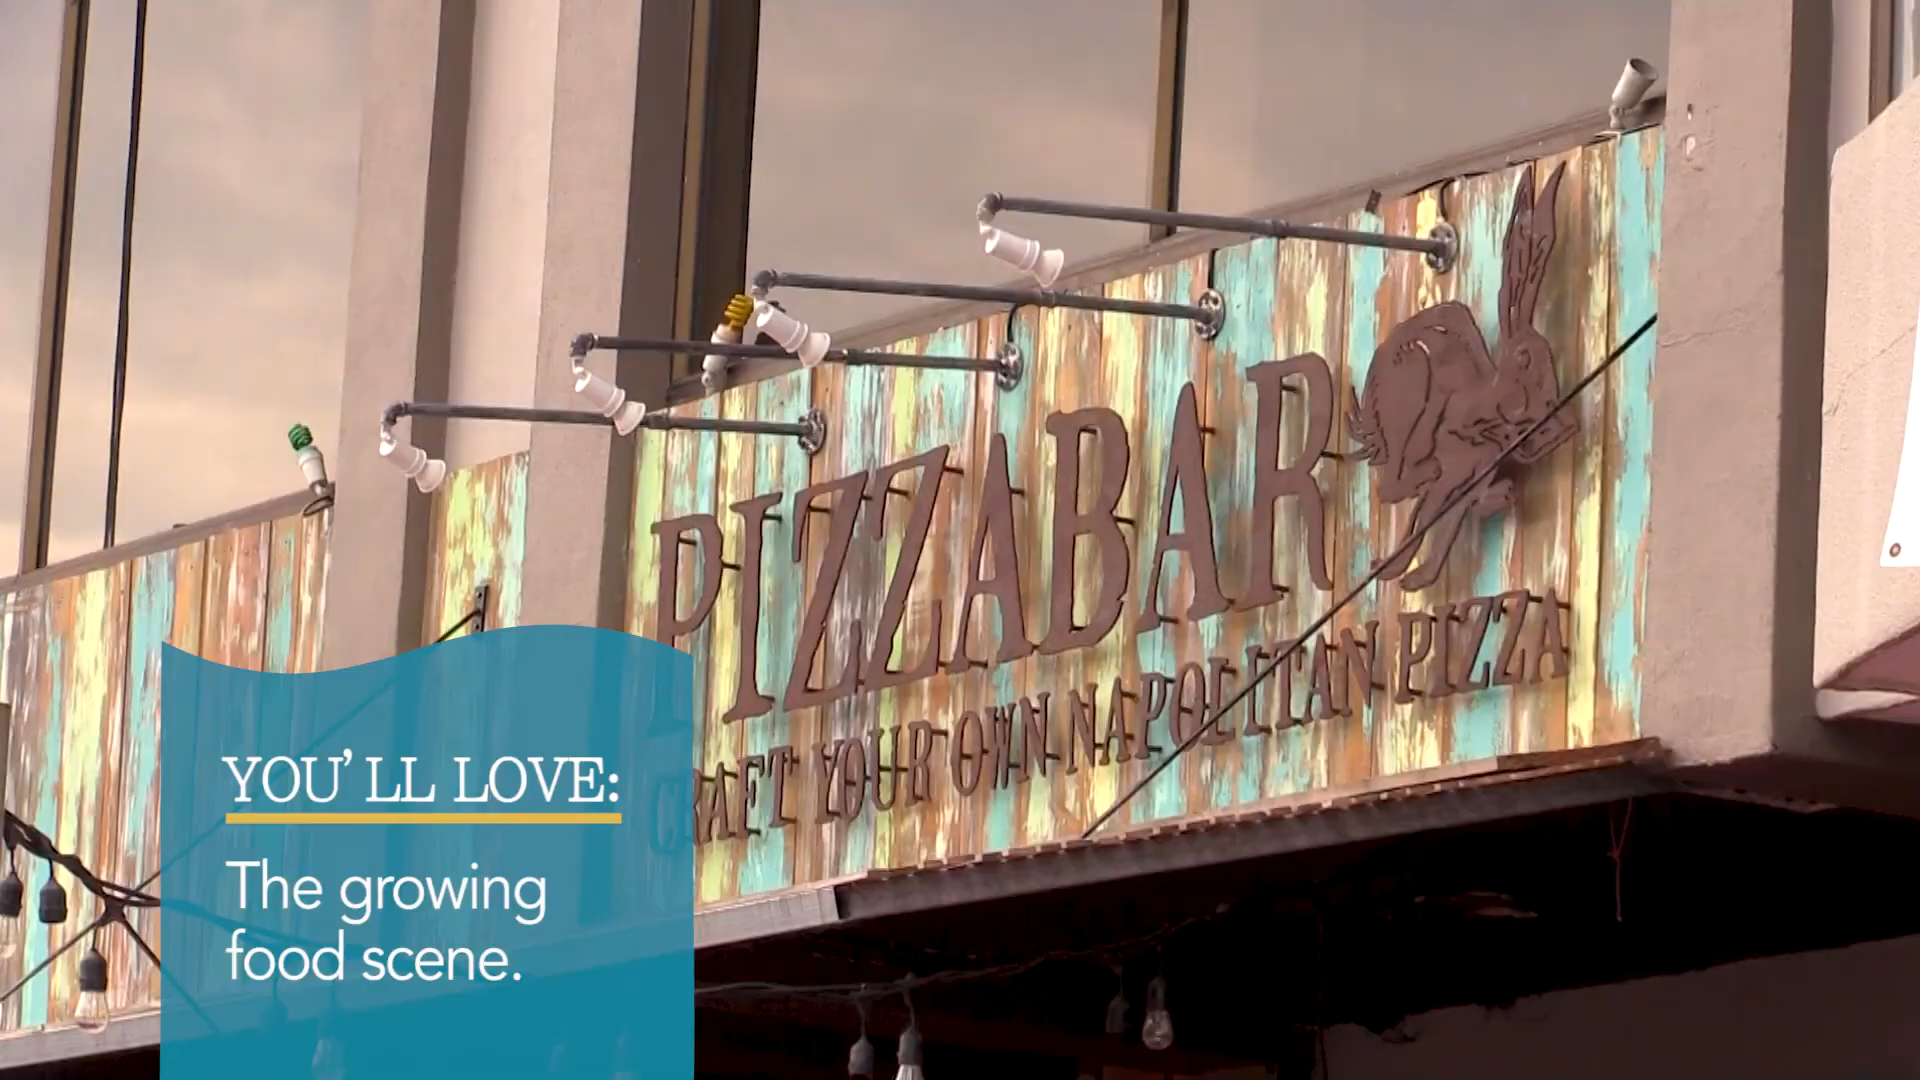 PIZZABAR
CRAFT YOUR OWN NAPOLITAN PIZZA
YOU'LL LOVE:
The growing
food scene.